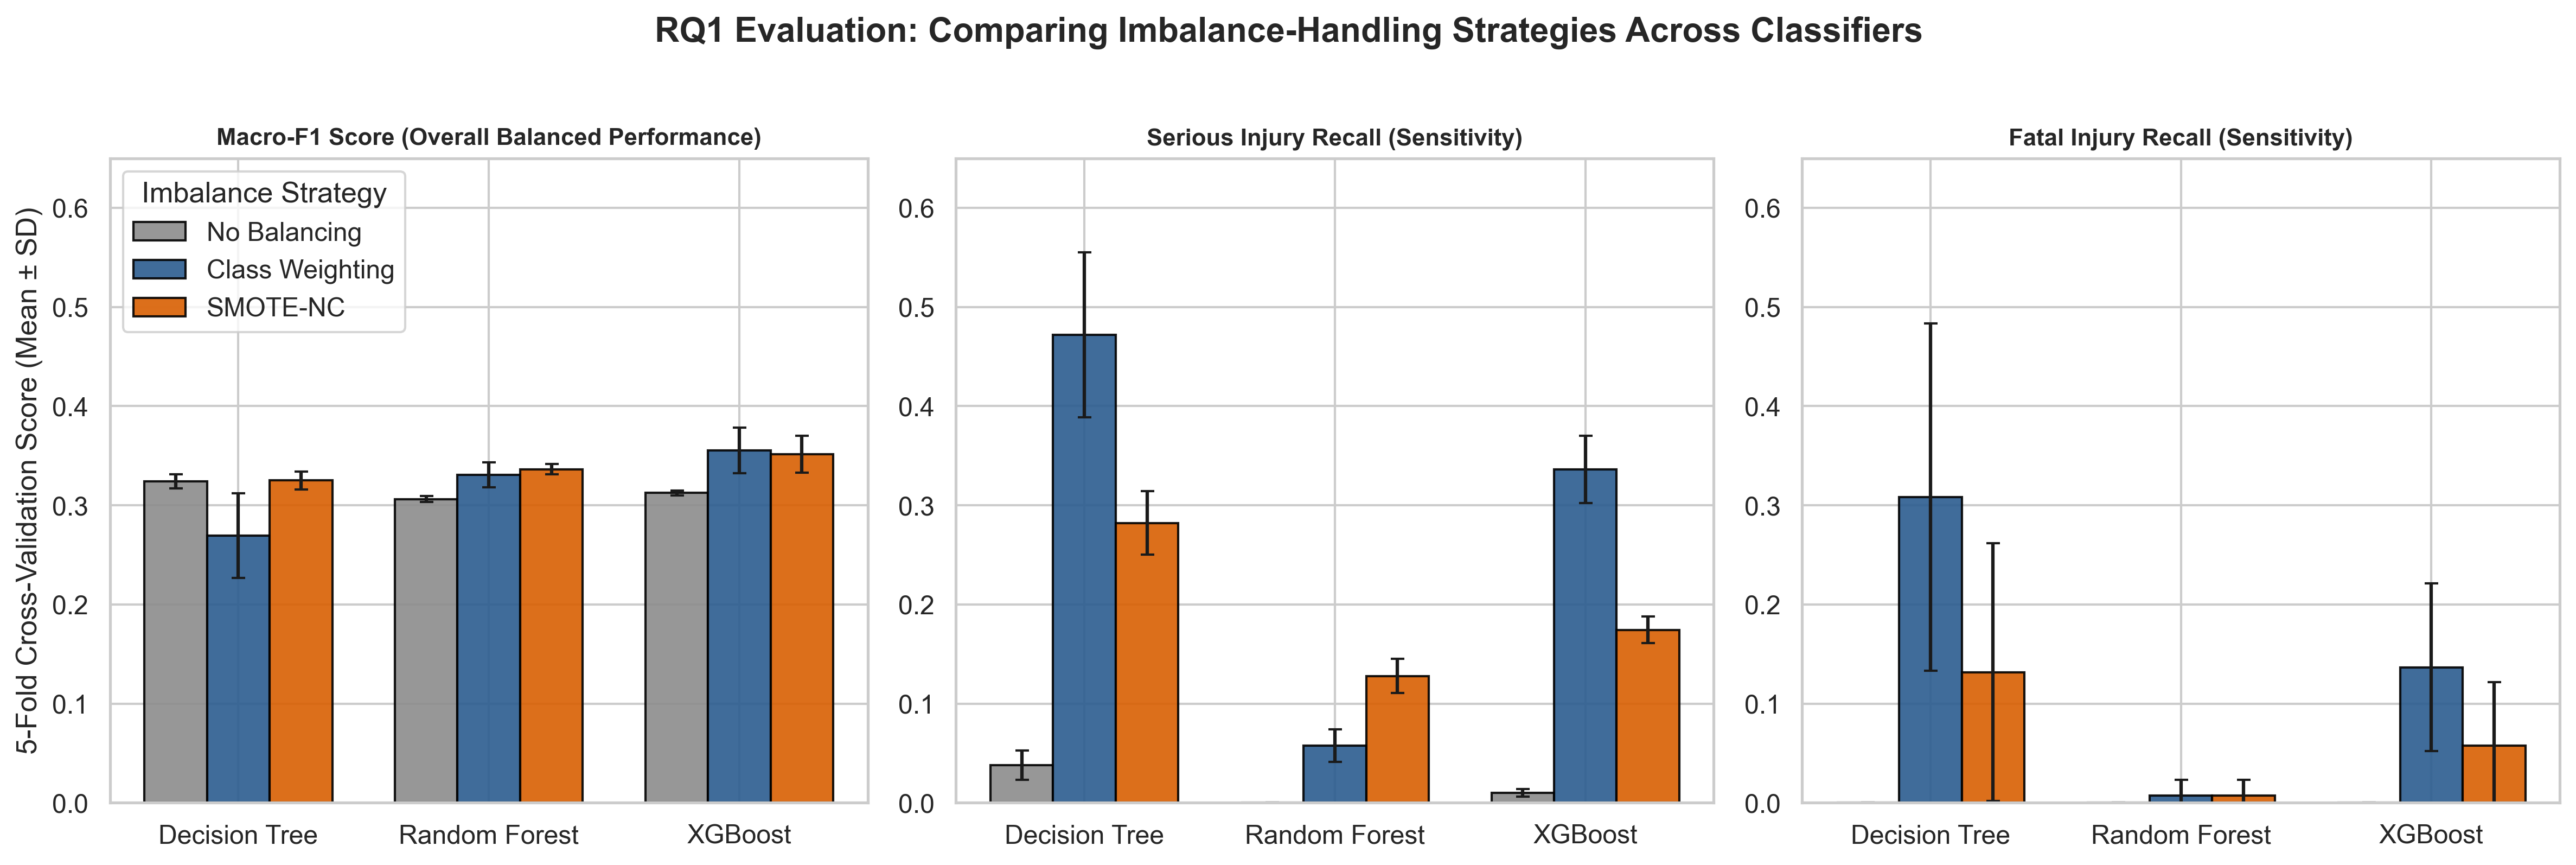 RQ1 Evaluation: Comparing Imbalance-Handling Strategies Across Classifiers
Macro-F1 Score (Overall Balanced Performance)
5-Fold Cross-Validation Score (Mean ± SD)
Imbalance Strategy
No Balancing
Class Weighting
SMOTE-NC
0.6
0.5
0.4
0.3
0.2
0.1
0.0
Decision Tree
Random Forest
XGBoost
Serious Injury Recall (Sensitivity)
0.6
0.5
0.4
0.3
0.2
0.1
0.0
Decision Tree
Random Forest
XGBoost
Fatal Injury Recall (Sensitivity)
0.6
0.5
0.4
0.3
0.2
0.1
0.0
Decision Tree
Random Forest
XGBoost